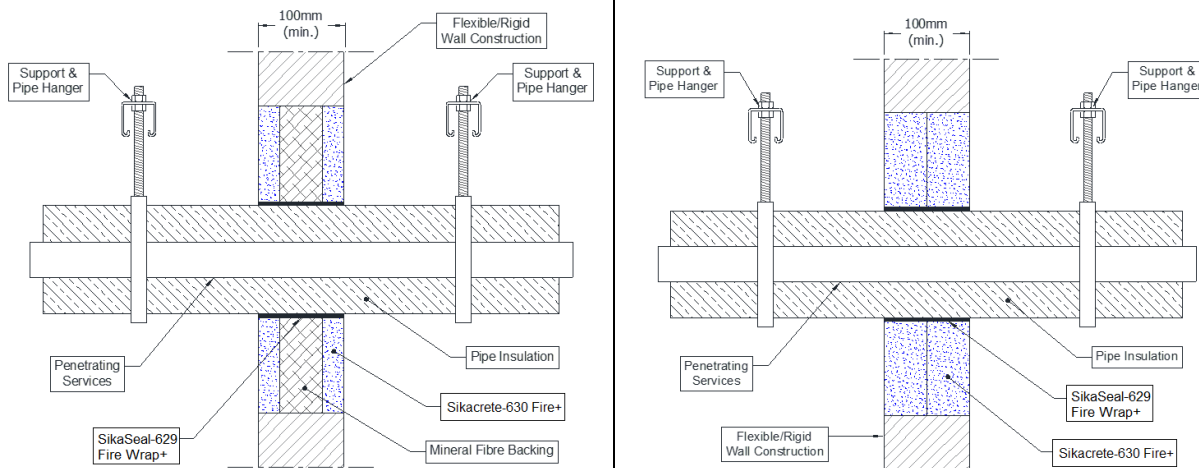 100mm
(min.)
Flexible/Rigid
Wall Construction
Support &
Pipe Hanger
Support &
Pipe Hanger
Penetrating
Services
Pipe Insulation
Sikacrete-630 Fire+
SikaSeal-629
Fire Wrap+
Mineral Fibre Backing
100mm
(min.)
Support &
Pipe Hanger
Support &
Pipe Hanger
Penetrating
Services
Pipe Insulation
SikaSeal-629
Fire Wrap+
Flexible/Rigid
Wall Construction
Sikacrete-630 Fire+